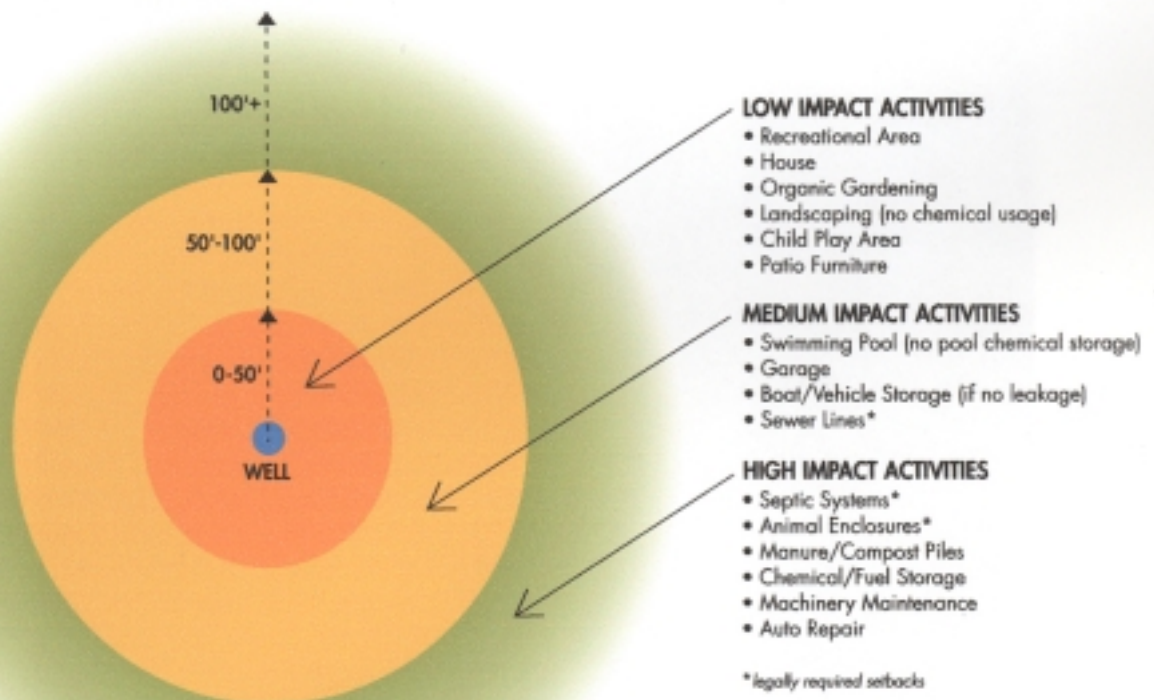 100'+
50'-100'
0-50'
WELL
LOW IMPACT ACTIVITIES
• Recreational Area
• House
• Organic Gardening
• Landscaping (no chemical usage)
• Child Play Area
• Patio Furniture
MEDIUM IMPACT ACTIVITIES
• Swimming Pool (no pool chemical storage)
• Garage
• Boat/Vehicle Storage (if no leakage)
• Sewer Lines*
HIGH IMPACT ACTIVITIES
• Septic Systems*
• Animal Enclosures*
• Manure/Compost Piles
• Chemical/Fuel Storage
• Machinery Maintenance
• Auto Repair
*legally required setbacks